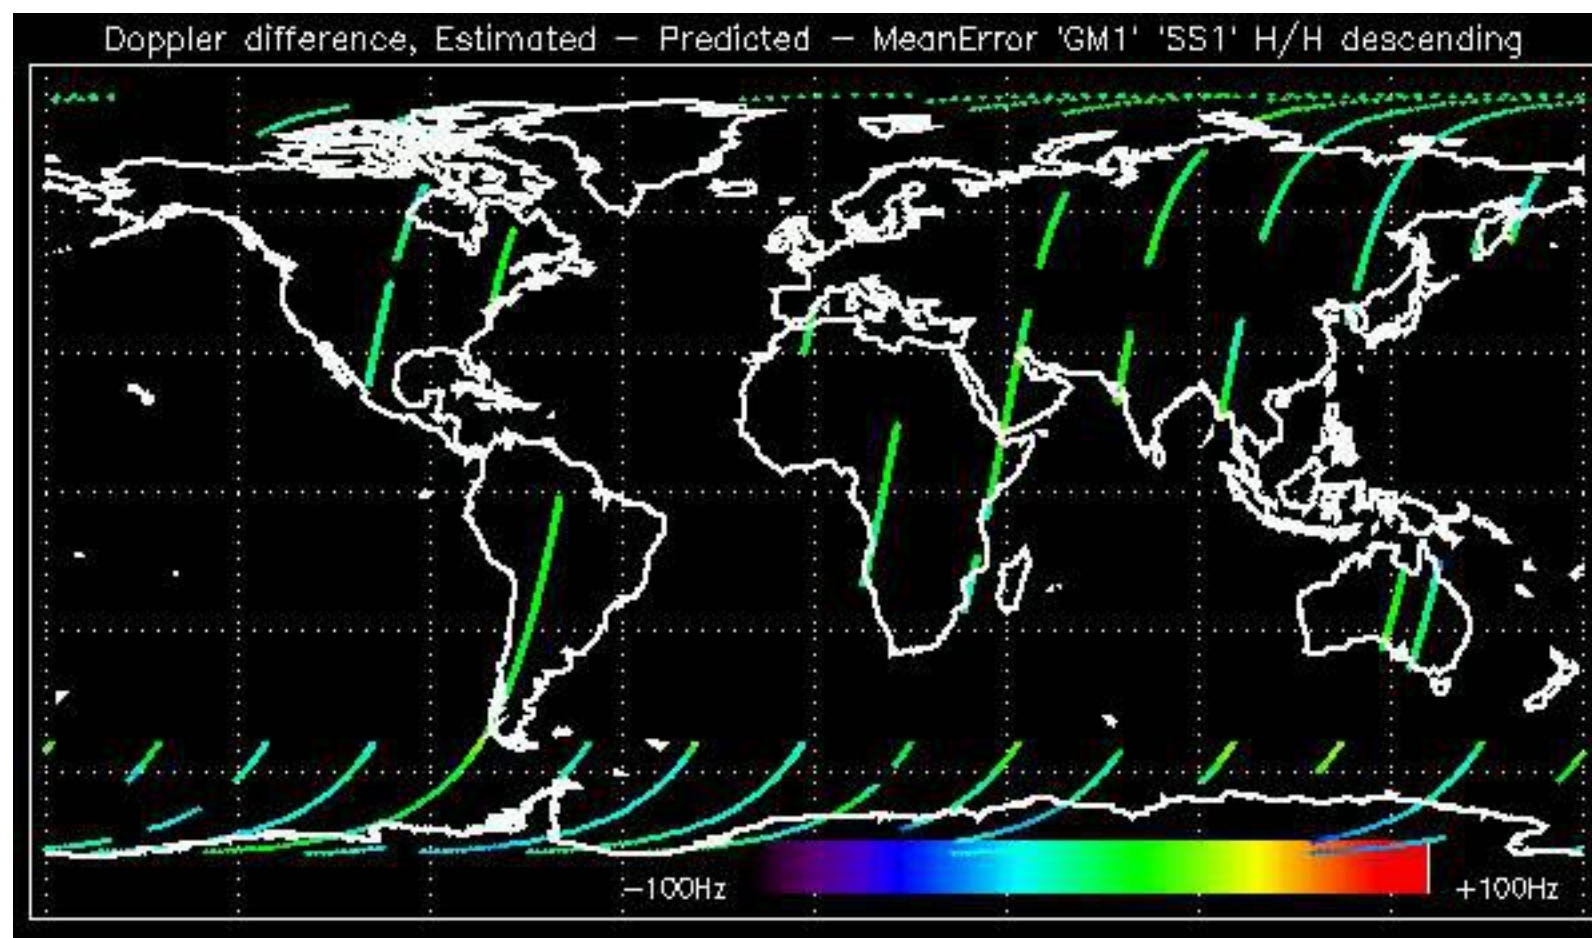 Doppler difference, Estimated – Predicted – MeanError 'GM1' 'SS1' H/H descending
−100Hz
+100Hz